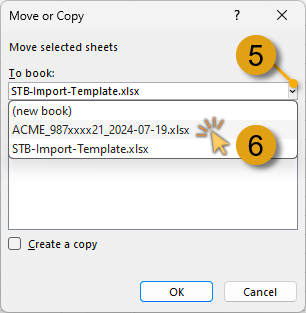 Move or Copy
?
Move selected sheets
To book:
5
STB-Import-Template.xlsx
(new book)
ACME_987xxxx21_2024-07-19.xlsx
STB-Import-Template.xlsx
6
Create a copy
OK
Cancel